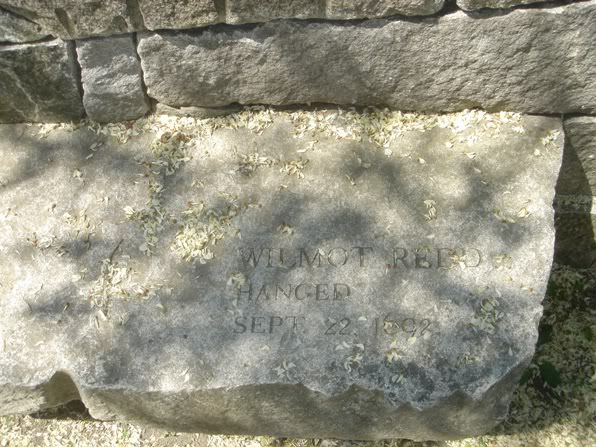 WILMOT REDD
HANGED
SEPT. 22, 1692